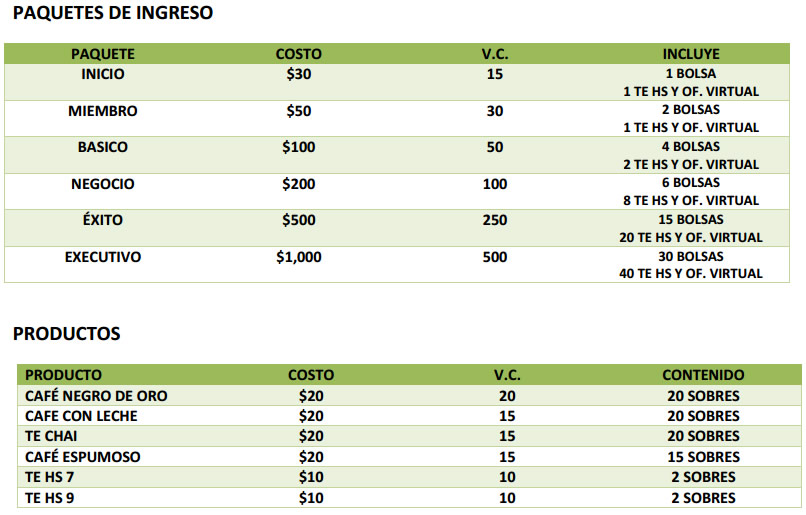 PAQUETES DE INGRESO
PAQUETE COSTO V.C. INCLUYE
INICIO $30 15 1 BOLSA
1 TE HS Y OF. VIRTUAL
MIEMBRO $50 30 2 BOLSAS
1 TE HS Y OF. VIRTUAL
BASICO $100 50 4 BOLSAS
2 TE HS Y OF. VIRTUAL
NEGOCIO $200 100 6 BOLSAS
8 TE HS Y OF. VIRTUAL
ÉXITO $500 250 15 BOLSAS
20 TE HS Y OF. VIRTUAL
EXECUTIVO $1,000 500 30 BOLSAS
40 TE HS Y OF. VIRTUAL
PRODUCTOS
PRODUCTO COSTO V.C. CONTENIDO
CAFÉ NEGRO DE ORO $20 20 20 SOBRES
CAFE CON LECHE $20 15 20 SOBRES
TE CHAI $20 15 20 SOBRES
CAFÉ ESPUMOSO $20 15 15 SOBRES
TE HS 7 $10 10 2 SOBRES
TE HS 9 $10 10 2 SOBRES